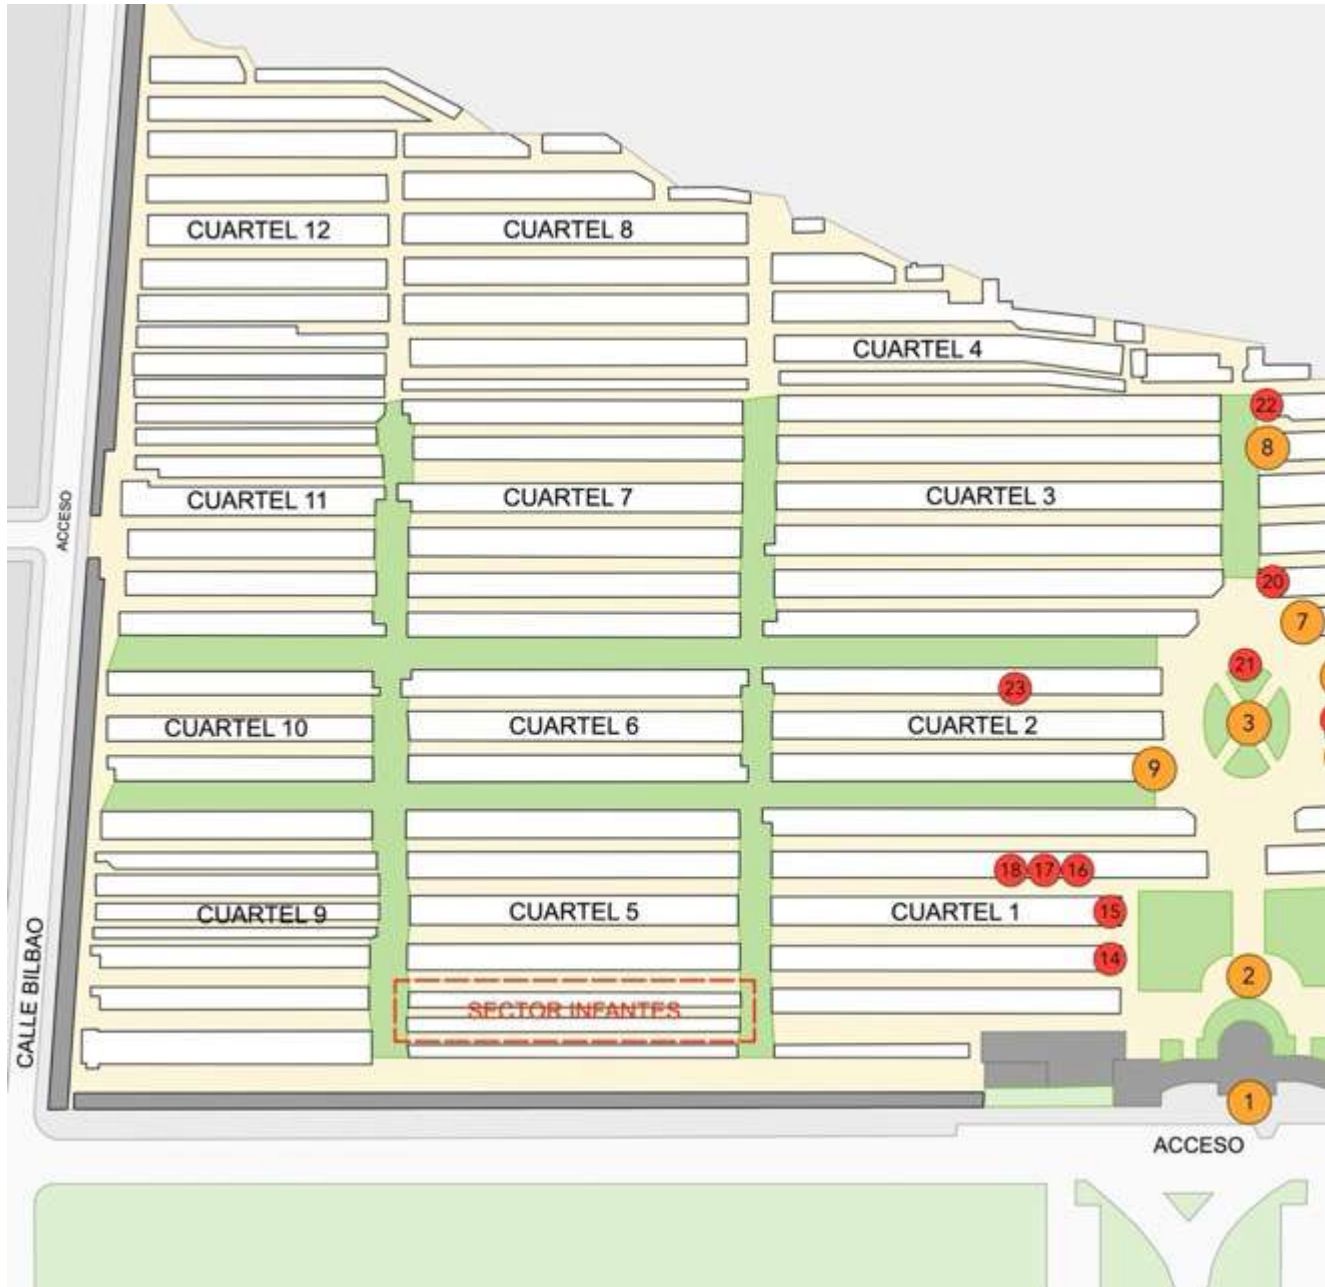 CUARTEL 12
CUARTEL 8
CUARTEL 4
22
8
CUARTEL 11
CUARTEL 7
CUARTEL 3
ACCESO
20
7
21
23
CUARTEL 10
CUARTEL 6
CUARTEL 2
3
9
18
17
16
CUARTEL 9
CUARTEL 5
CUARTEL 1
15
14
2
SECTOR INFANTES
CALLE BILBAO
1
ACCESO